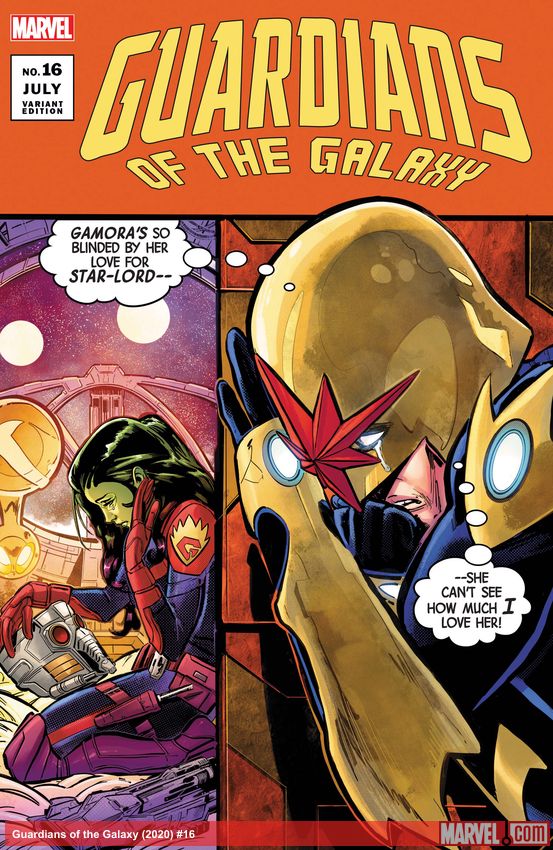 MARVEL
NO. 16
JULY
VARIANT
EDITION
GUARDIANS
OF THE GALAXY
GAMORA'S SO
BLINDED BY HER
LOVE FOR
STAR-LORD--
G
--SHE
CAN'T SEE
HOW MUCH I
LOVE HER!
Guardians of the Galaxy (2020) #16
MARVEL.com